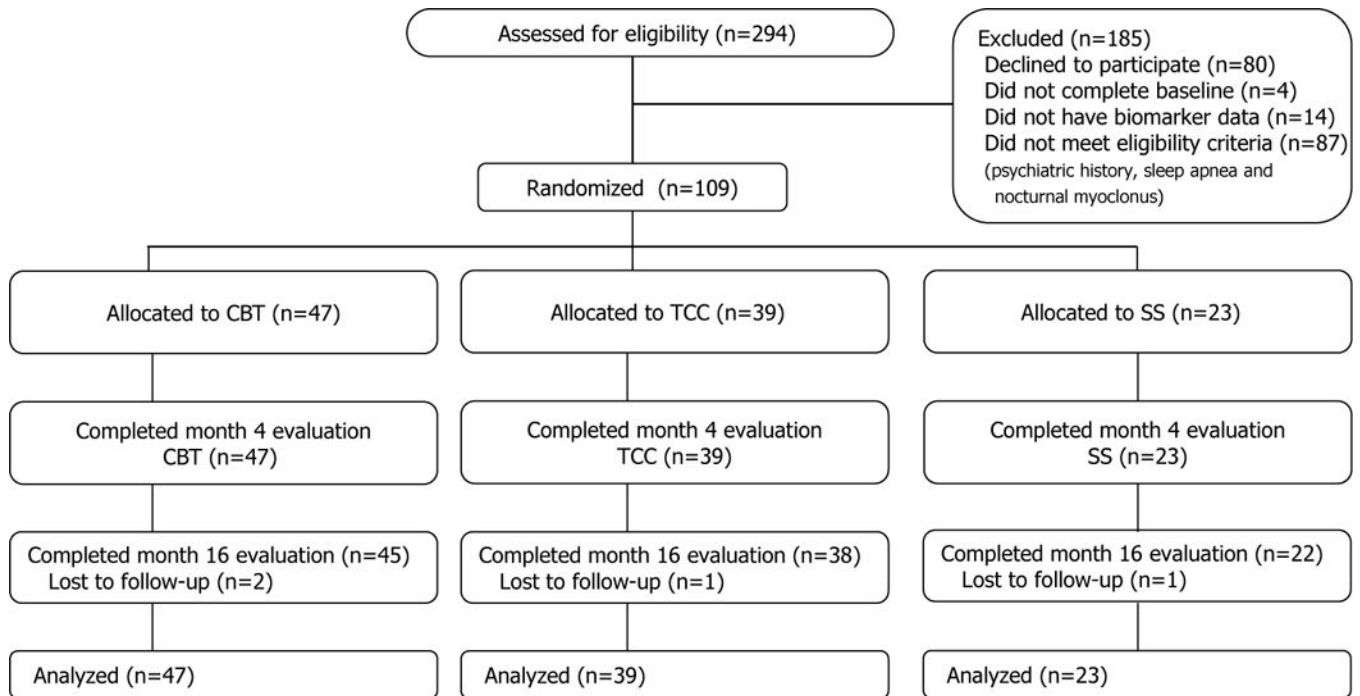 Assessed for eligibility (n=294)
Excluded (n=185)
Declined to participate (n=80)
Did not complete baseline (n=4)
Did not have biomarker data (n=14)
Did not meet eligibility criteria (n=87)
(psychiatric history, sleep apnea and
nocturnal myoclonus)
Randomized (n=109)
Allocated to CBT (n=47)
Allocated to TCC (n=39)
Allocated to SS (n=23)
Completed month 4 evaluation
CBT (n=47)
Completed month 4 evaluation
TCC (n=39)
Completed month 4 evaluation
SS (n=23)
Completed month 16 evaluation (n=45)
Lost to follow-up (n=2)
Completed month 16 evaluation (n=38)
Lost to follow-up (n=1)
Completed month 16 evaluation (n=22)
Lost to follow-up (n=1)
Analyzed (n=47)
Analyzed (n=39)
Analyzed (n=23)